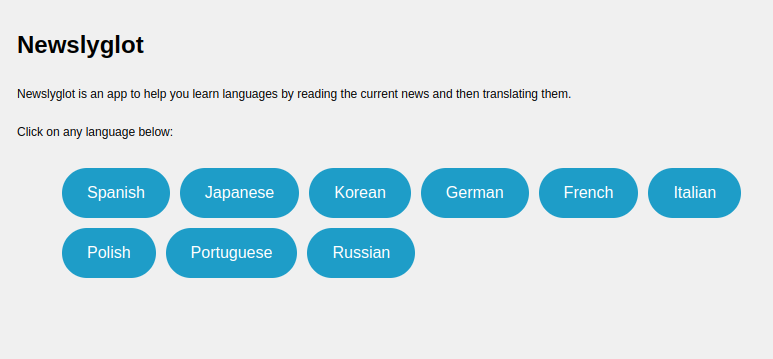 Newslyglot
Newslyglot is an app to help you learn languages by reading the current news and then translating them.
Click on any language below:
Spanish Japanese Korean German French Italian
Polish Portuguese Russian